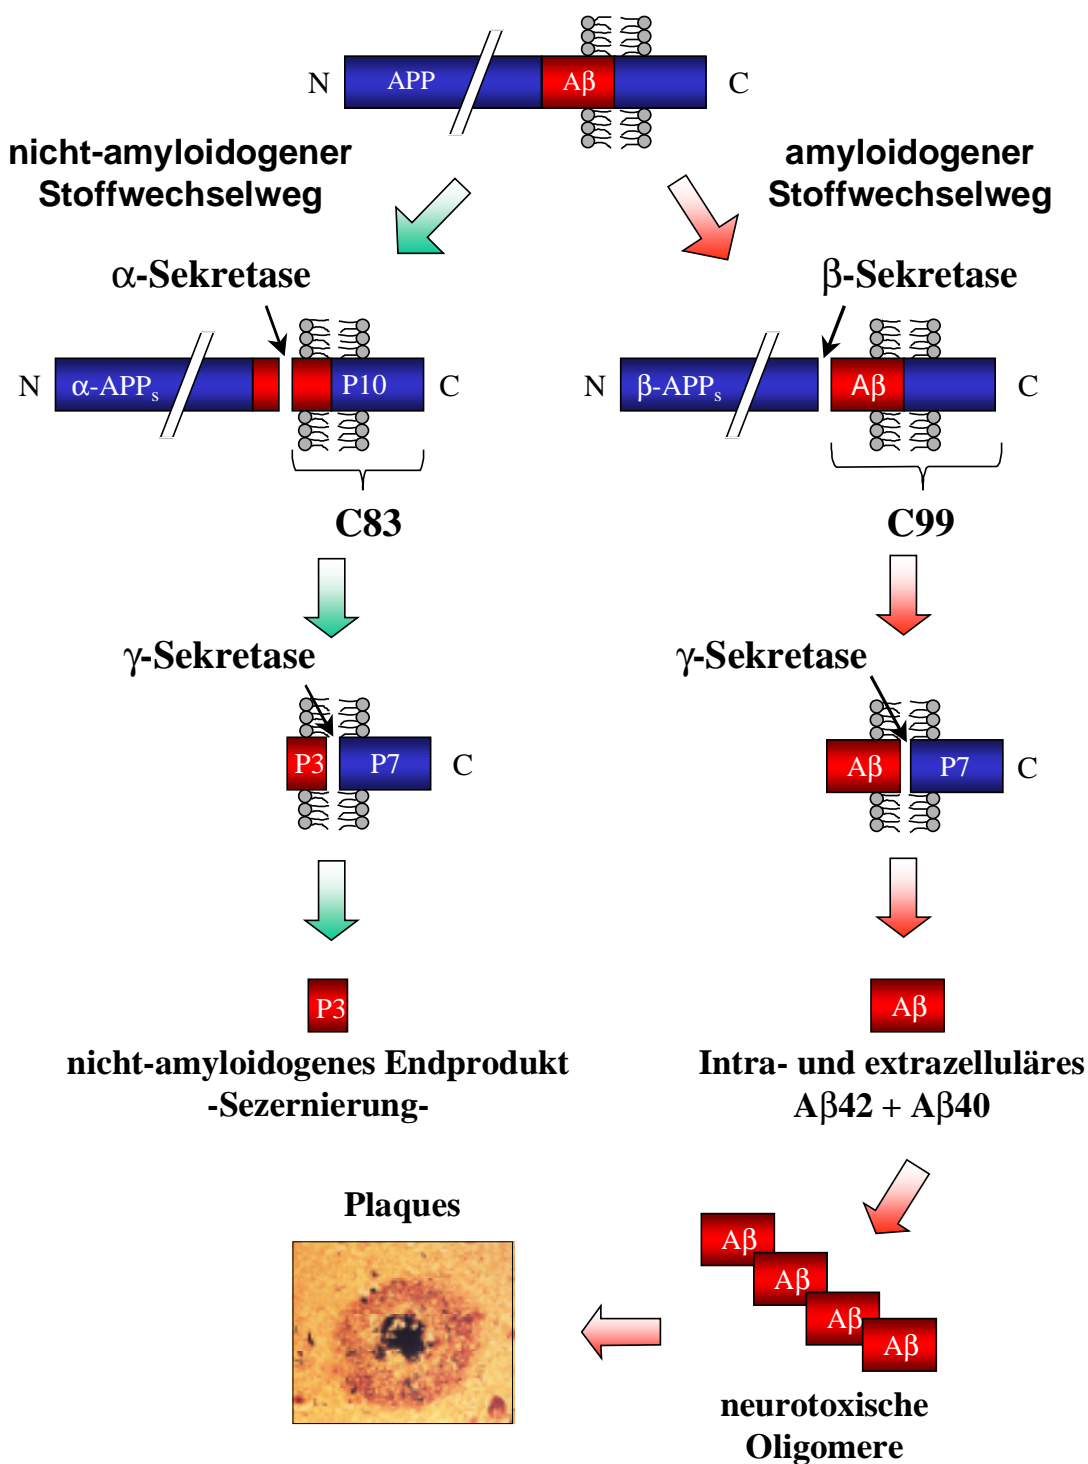 N
APP
Aβ
C
nicht-amyloidogener
Stoffwechselweg
amyloidogener
Stoffwechselweg
α-Sekretase
β-Sekretase
N
α-APPs
P10
C
N
β-APPs
Aβ
C
C83
C99
γ-Sekretase
γ-Sekretase
P3
P7
C
Aβ
P7
C
P3
Aβ
nicht-amyloidogenes Endprodukt
-Sezernierung-
Intra- und extrazelluläres
Aβ42 + Aβ40
Plaques
Aβ
Aβ
Aβ
Aβ
neurotoxische
Oligomere